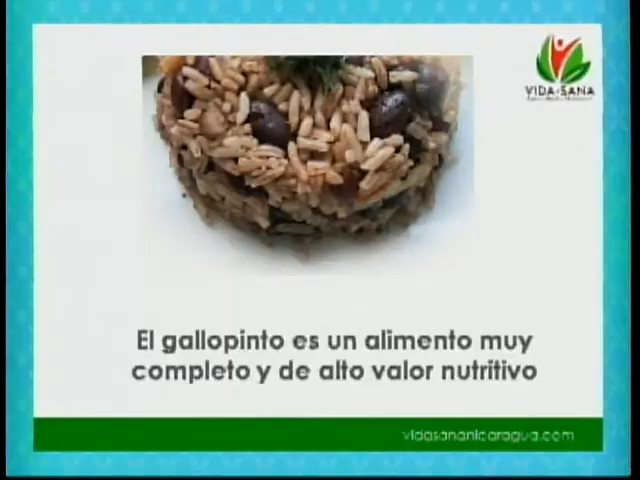 VIDA SANA
El gallopinto es un alimento muy
completo y de alto valor nutritivo
vidasananicaragua.com